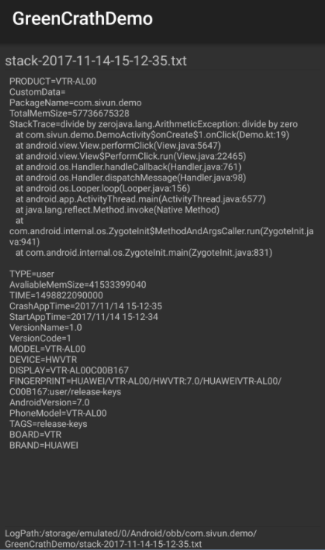 GreenCrathDemo
stack-2017-11-14-15-12-35.txt
PRODUCT=VTR-AL00
CustomData=
PackageName=com.sivun.demo
TotalMemSize=57736675328
StackTrace=divide by zerojava.lang.ArithmeticException: divide by zero
at com.sivun.demo.DemoActivity$onCreate$1.onClick(Demo.kt:19)
at android.view.View.performClick(View.java:5647)
at android.view.View$PerformClick.run(View.java:22465)
at android.os.Handler.handleCallback(Handler.java:761)
at android.os.Handler.dispatchMessage(Handler.java:98)
at android.os.Looper.loop(Looper.java:156)
at android.app.ActivityThread.main(ActivityThread.java:6577)
at java.lang.reflect.Method.invoke(Native Method)
at
com.android.internal.os.ZygoteInit$MethodAndArgsCaller.run(ZygoteInit.ja
va:941)
at com.android.internal.os.ZygoteInit.main(ZygoteInit.java:831)
TYPE=user
AvaliableMemSize=41533399040
TIME=1498822090000
CrashAppTime=2017/11/14 15-12-35
StartAppTime=2017/11/14 15-12-34
VersionName=1.0
VersionCode=1
MODEL=VTR-AL00
DEVICE=HWVTR
DISPLAY=VTR-AL00C00B167
FINGERPRINT=HUAWEI/VTR-AL00/HWVTR:7.0/HUAWEIVTR-AL00/
C00B167:user/release-keys
AndroidVersion=7.0
PhoneModel=VTR-AL00
TAGS=release-keys
BOARD=VTR
BRAND=HUAWEI
LogPath:/storage/emulated/0/Android/obb/com.sivun.demo/
GreenCrathDemo/stack-2017-11-14-15-12-35.txt